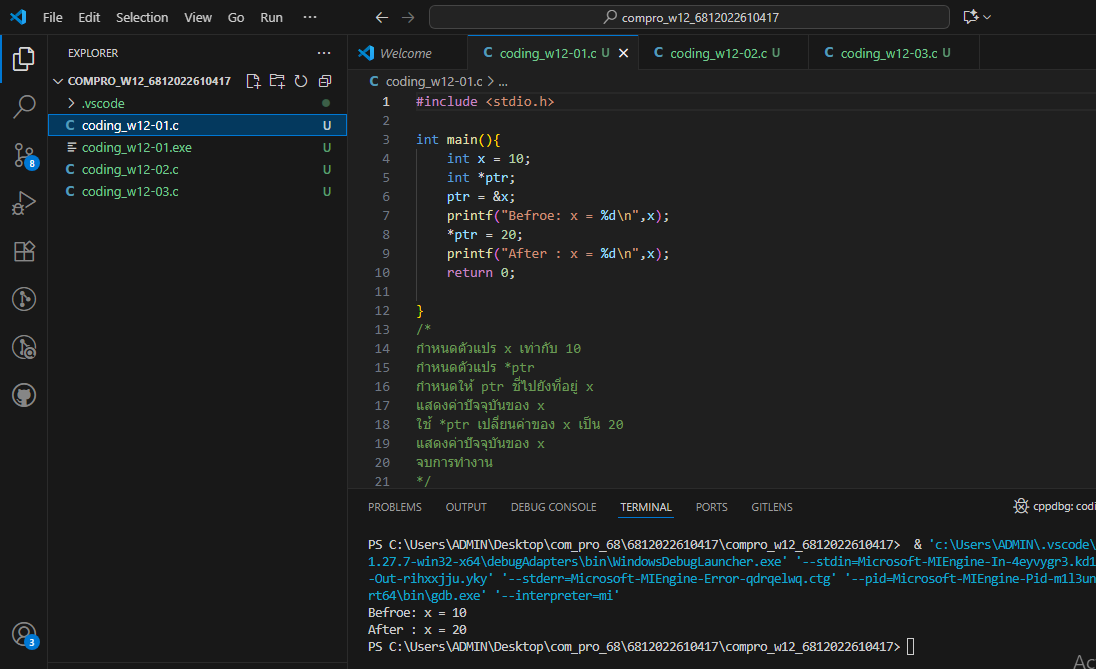 File Edit Selection View Go Run ··· compro_w12_6812022610417
EXPLORER ···
COMPRO_W12_6812022610417
.vscode
coding_w12-01.c U
coding_w12-01.exe U
coding_w12-02.c U
coding_w12-03.c U
8
3
Welcome C coding_w12-01.c U C coding_w12-02.c U C coding_w12-03.c U
C coding_w12-01.c > ...
1 #include <stdio.h>
2
3 int main(){
4 int x = 10;
5 int *ptr;
6 ptr = &x;
7 printf("Befroe: x = %d\n",x);
8 *ptr = 20;
9 printf("After : x = %d\n",x);
10 return 0;
11
12 }
13 /*
14 กำหนดตัวแปร x เท่ากับ 10
15 กำหนดตัวแปร *ptr
16 กำหนดให้ ptr ชี่ไปยังที่อยู่ x
17 แสดงค่าปัจจุบันของ x
18 ใช้ *ptr เปลี่ยนค่าของ x เป็น 20
19 แสดงค่าปัจจุบันของ x
20 จบการทำงาน
21 */
PROBLEMS OUTPUT DEBUG CONSOLE TERMINAL PORTS GITLENS cppdbg: codi
PS C:\Users\ADMIN\Desktop\com_pro_68\6812022610417\compro_w12_6812022610417> & 'c:\Users\ADMIN\.vscode\
1.27.7-win32-x64\debugAdapters\bin\WindowsDebugLauncher.exe' '--stdin=Microsoft-MIEngine-In-4eyvygr3.kd1
-Out-rihxxjju.yky' '--stderr=Microsoft-MIEngine-Error-qdrqelwq.ctg' '--pid=Microsoft-MIEngine-Pid-m1l3un
rt64\bin\gdb.exe' '--interpreter=mi'
Befroe: x = 10
After : x = 20
PS C:\Users\ADMIN\Desktop\com_pro_68\6812022610417\compro_w12_6812022610417>
Ac